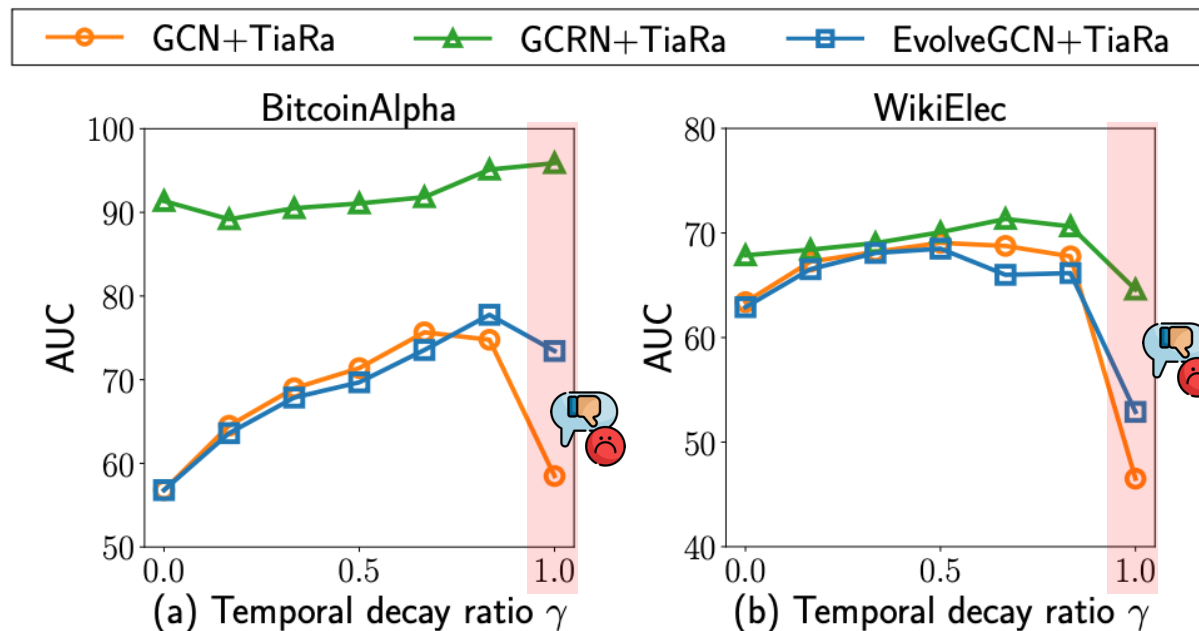 GCN+TiaRa GCRN+TiaRa EvolveGCN+TiaRa
BitcoinAlpha
100
90
80
70
60
50
AUC
0.0 0.5 1.0
(a) Temporal decay ratio γ
WikiElec
80
70
60
50
40
AUC
0.0 0.5 1.0
(b) Temporal decay ratio γ